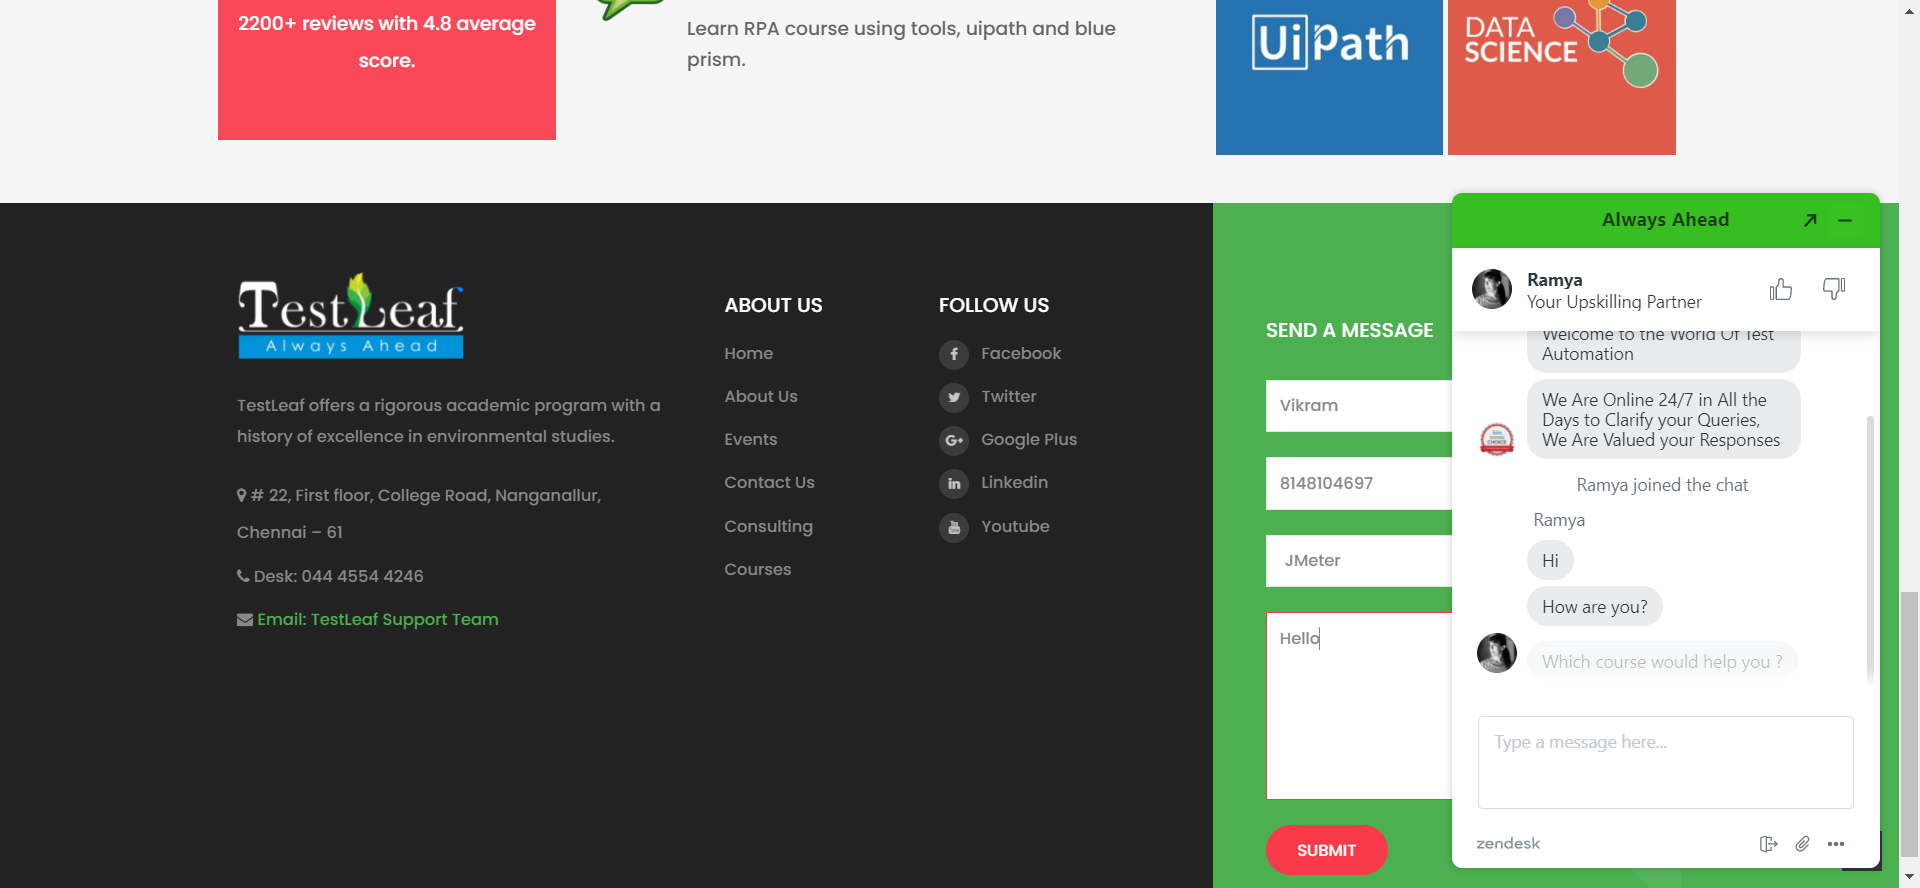 2200+ reviews with 4.8 average
score.
Learn RPA course using tools, uipath and blue
prism.
UiPath
DATA
SCIENCE
TestLeaf
Always Ahead
TestLeaf offers a rigorous academic program with a
history of excellence in environmental studies.
# 22, First floor, College Road, Nanganallur,
Chennai – 61
Desk: 044 4554 4246
Email: TestLeaf Support Team
ABOUT US
Home
About Us
Events
Contact Us
Consulting
Courses
FOLLOW US
Facebook
Twitter
Google Plus
Linkedin
Youtube
SEND A MESSAGE
Vikram
8148104697
JMeter
Hello
SUBMIT
Always Ahead
Ramya
Your Upskilling Partner
Welcome to the World Of Test
Automation
We Are Online 24/7 in All the
Days to Clarify your Queries,
We Are Valued your Responses
Ramya joined the chat
Ramya
Hi
How are you?
Which course would help you ?
Type a message here...
zendesk